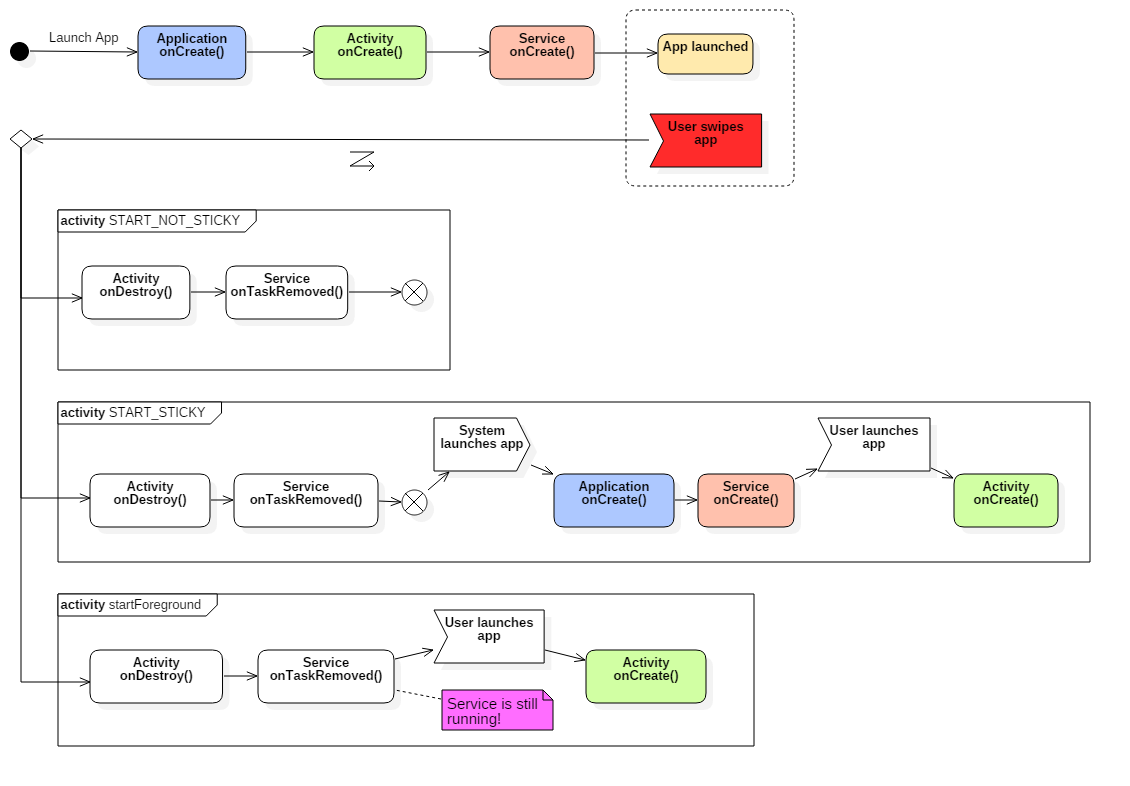 Launch App
Application
onCreate()
Activity
onCreate()
Service
onCreate()
App launched
User swipes
app
activity START_NOT_STICKY
Activity
onDestroy()
Service
onTaskRemoved()
activity START_STICKY
Activity
onDestroy()
Service
onTaskRemoved()
System
launches app
Application
onCreate()
Service
onCreate()
User launches
app
Activity
onCreate()
activity startForeground
Activity
onDestroy()
Service
onTaskRemoved()
User launches
app
Service is still
running!
Activity
onCreate()